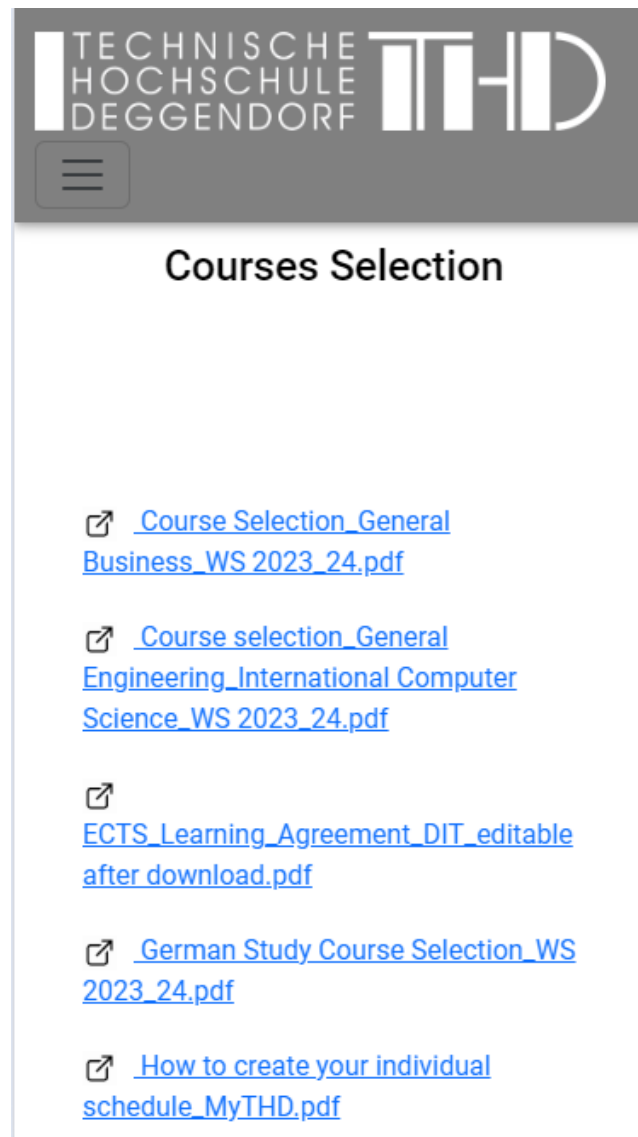 TECHNISCHE
HOCHSCHULE
DEGGENDORF
THD
Courses Selection
Course Selection_General
Business_WS 2023_24.pdf
Course selection_General
Engineering_International Computer
Science_WS 2023_24.pdf
ECTS_Learning_Agreement_DIT_editable
after download.pdf
German Study Course Selection_WS
2023_24.pdf
How to create your individual
schedule_MyTHD.pdf